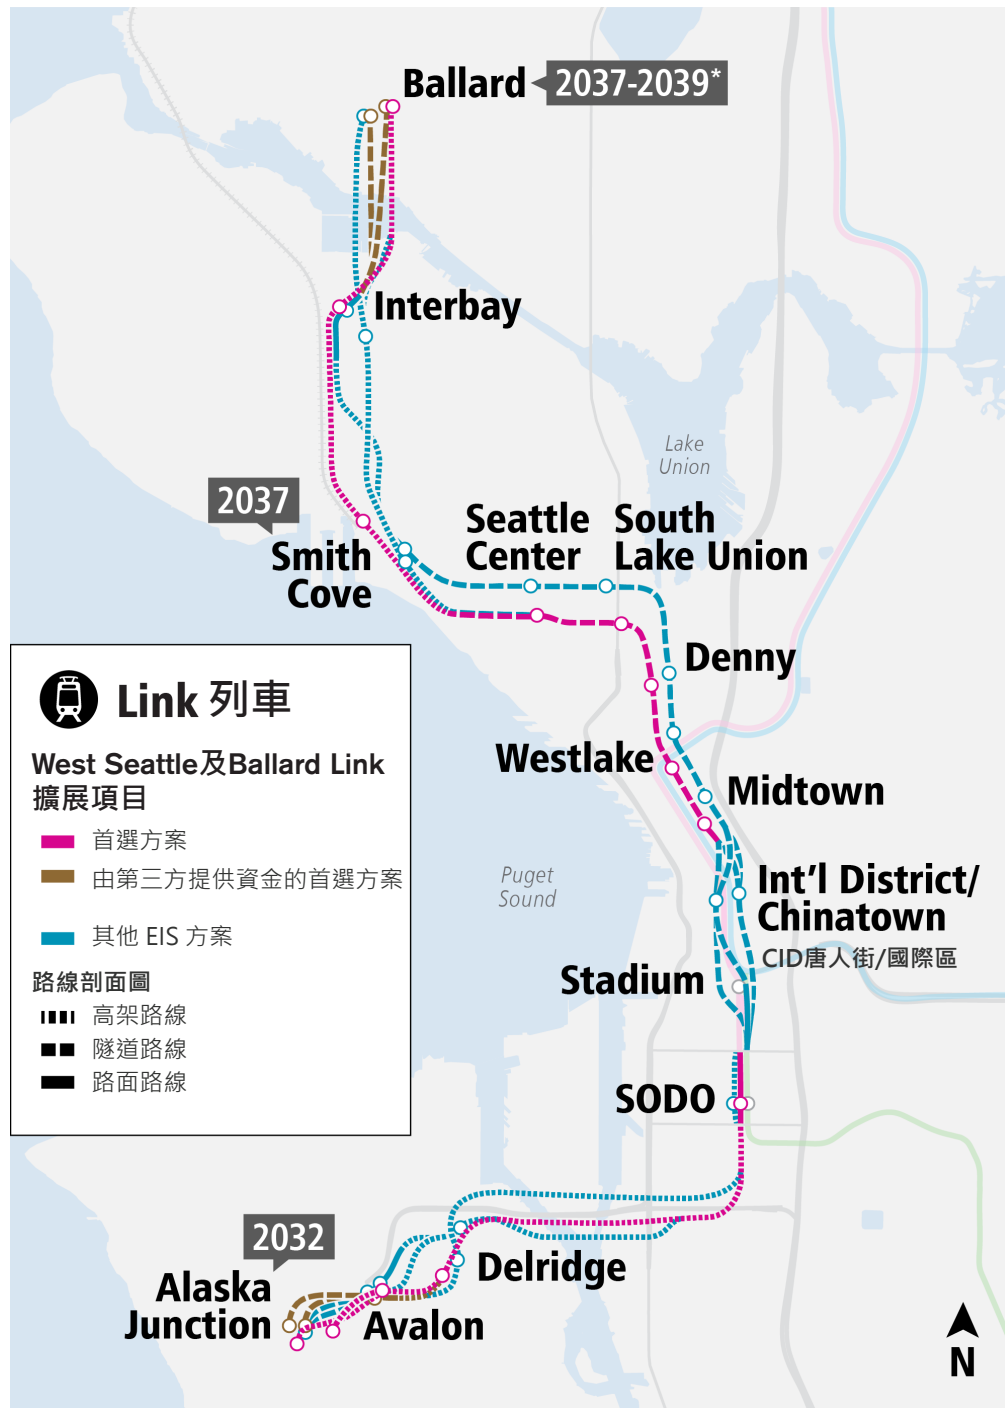 Ballard
2037-2039*
Interbay
Lake
Union
2037
Smith
Cove
Seattle
Center
South
Lake Union
Denny
Westlake
Midtown
Puget
Sound
Int’l District/
Chinatown
CID唐人街/國際區
Stadium
SODO
2032
Alaska
Junction
Delridge
Avalon
N
Link 列車
West Seattle及Ballard Link
擴展項目
首選方案
由第三方提供資金的首選方案
其他 EIS 方案
路線剖面圖
高架路線
隧道路線
路面路線